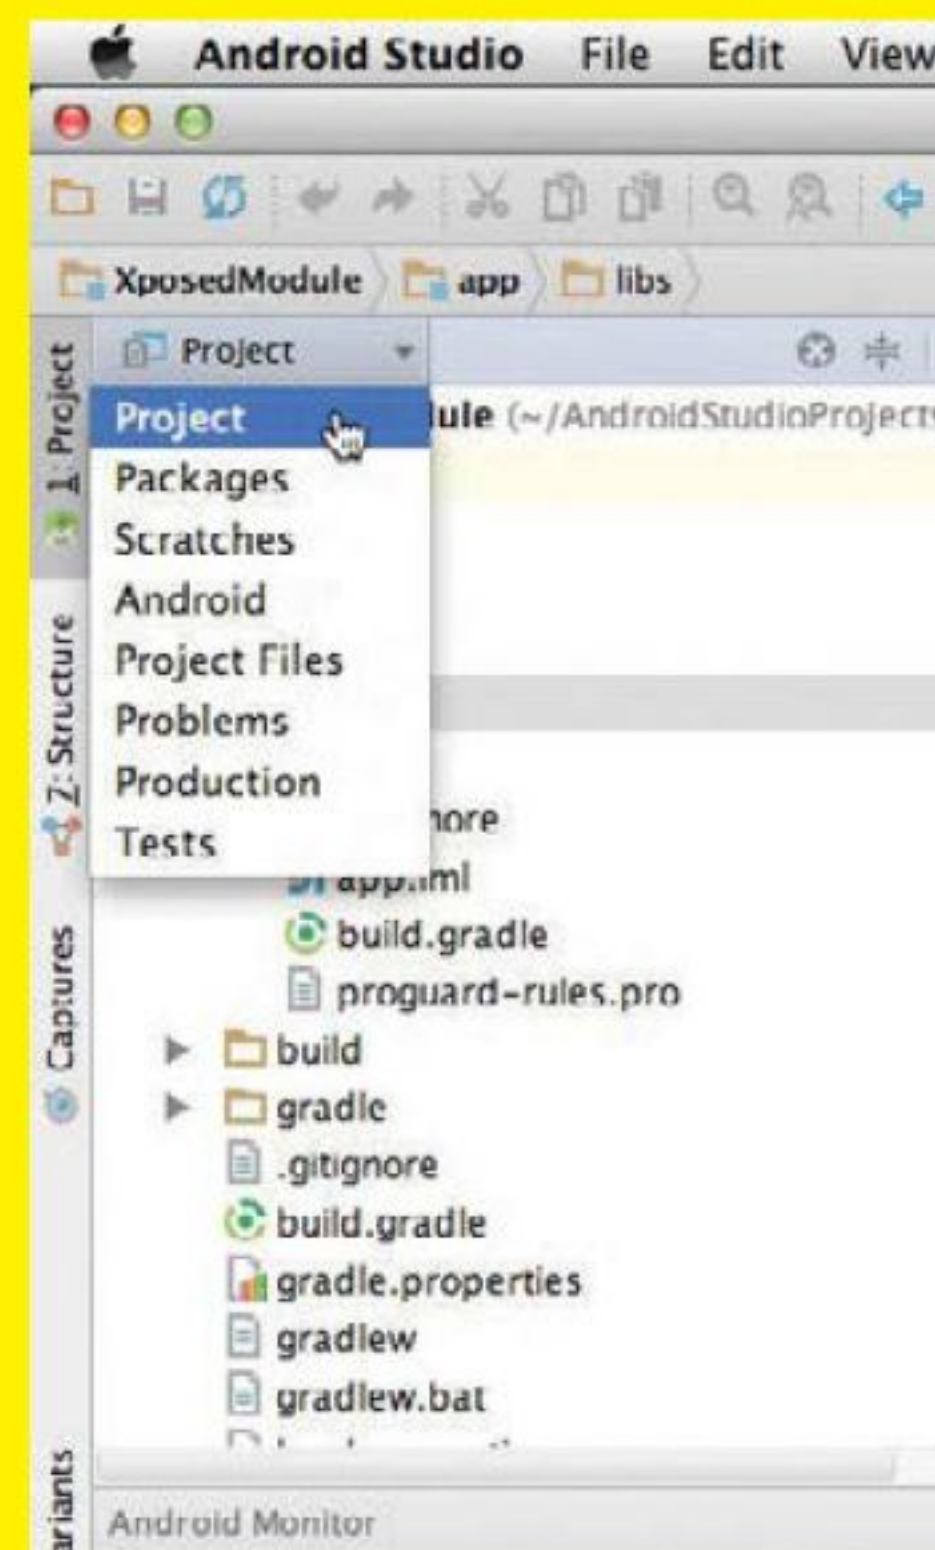 Android Studio File Edit View
XposedModule app libs
Project
Project
ule (~/AndroidStudioProjects
Packages
Scratches
Android
Project Files
Problems
Production
Tests
nore
app.iml
build.gradle
proguard-rules.pro
build
gradle
.gitignore
build.gradle
gradle.properties
gradlew
gradlew.bat
1: Project
7: Structure
Captures
ariants
Android Monitor